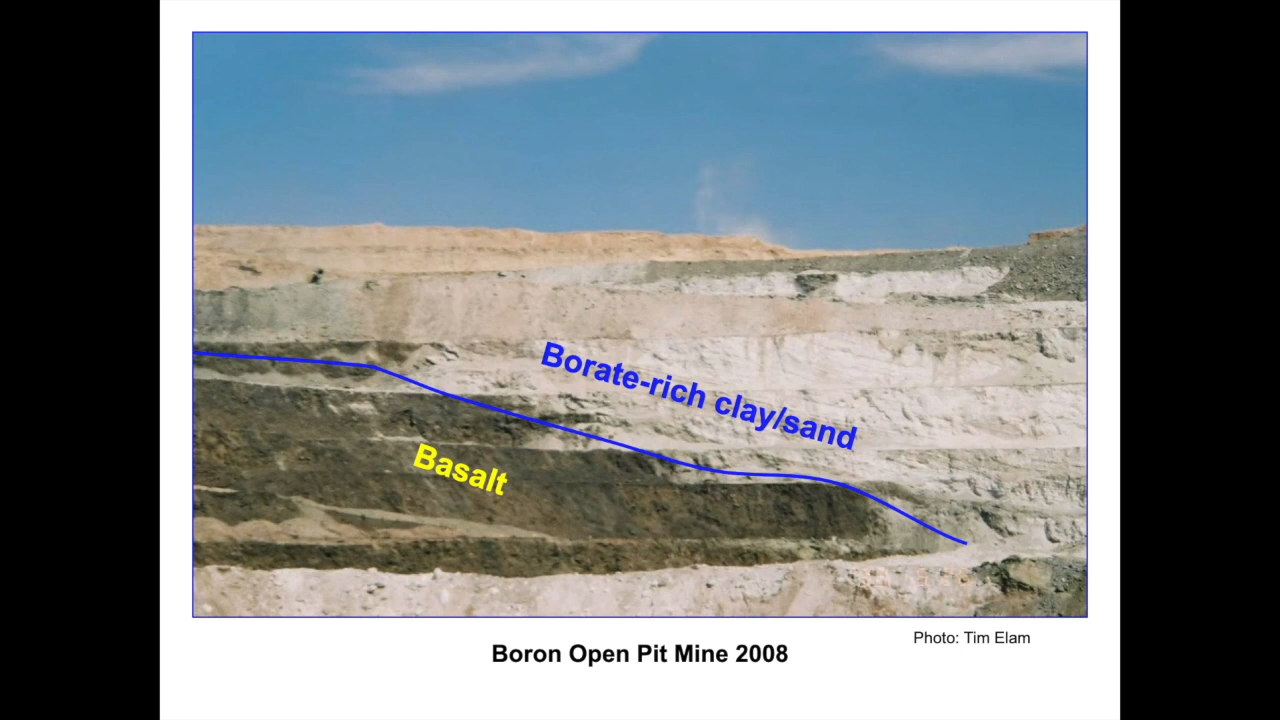 Borate-rich clay/sand
Basalt
Photo: Tim Elam
Boron Open Pit Mine 2008